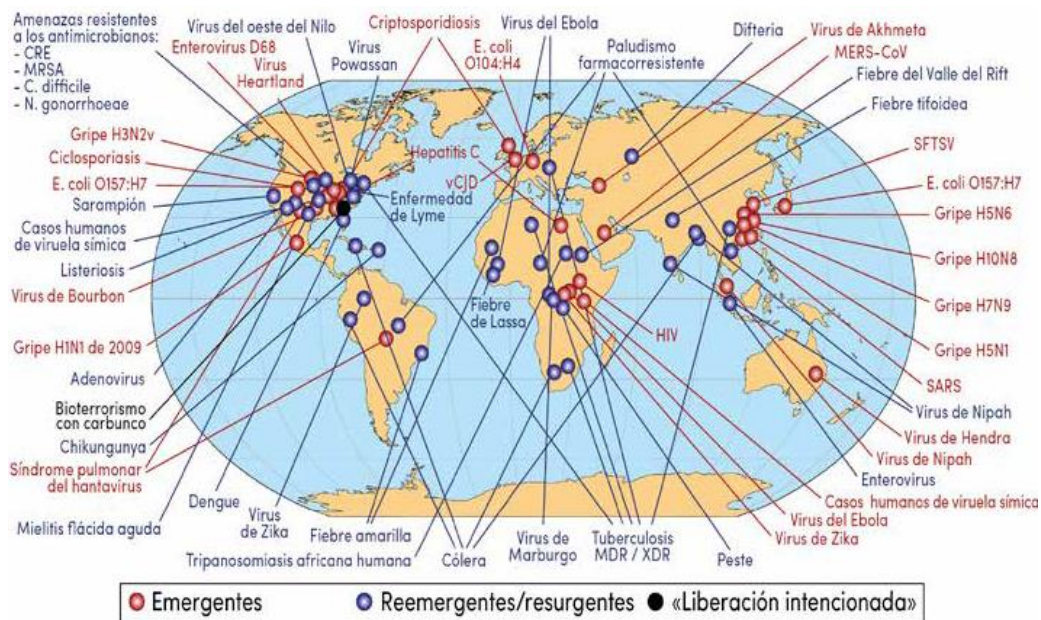 Amenazas resistentes
a los antimicrobianos:
- CRE
- MRSA
- C. difficile
- N. gonorrhoeae
Virus del oeste del Nilo
Enterovirus D68
Virus
Heartland
Virus
Powassan
Criptosporidiosis
E. coli
O104:H4
Virus del Ebola
Paludismo
farmacorresistente
Difteria
Virus de Akhmeta
MERS-CoV
Fiebre del Valle del Rift
Fiebre tifoidea
Gripe H3N2v
Ciclosporiasis
E. coli O157:H7
Sarampión
Casos humanos
de viruela símica
Listeriosis
Virus de Bourbon
Gripe H1N1 de 2009
Adenovirus
Bioterrorismo
con carbunco
Chikungunya
Síndrome pulmonar
del hantavirus
Mielitis flácida aguda
Hepatitis C
vCJD
Enfermedad
de Lyme
Fiebre
de Lassa
HIV
SFTSV
E. coli O157:H7
Gripe H5N6
Gripe H10N8
Gripe H7N9
Gripe H5N1
SARS
Virus de Nipah
Virus de Hendra
Virus de Nipah
Enterovirus
Casos humanos de viruela símica
Virus del Ebola
Virus de Zika
Dengue
Virus
de Zika
Fiebre amarilla
Tripanosomiasis africana humana
Cólera
Virus de
Marburgo
Tuberculosis
MDR / XDR
Peste
Emergentes
Reemergentes/resurgentes
«Liberación intencionada»